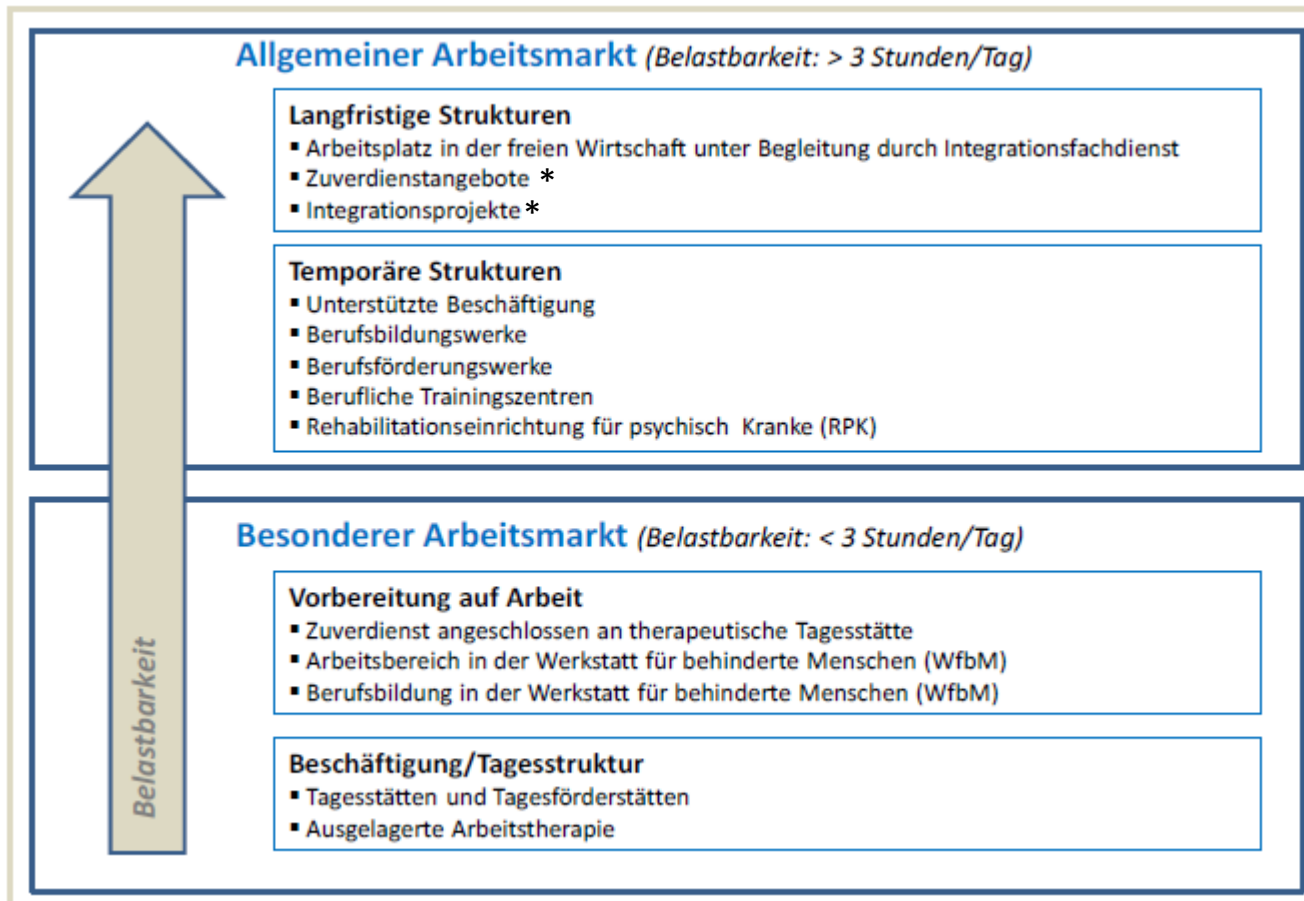 Allgemeiner Arbeitsmarkt (Belastbarkeit: > 3 Stunden/Tag)
Langfristige Strukturen
▪ Arbeitsplatz in der freien Wirtschaft unter Begleitung durch Integrationsfachdienst
▪ Zuverdienstangebote *
▪ Integrationsprojekte *
Temporäre Strukturen
▪ Unterstützte Beschäftigung
▪ Berufsbildungswerke
▪ Berufsförderungswerke
▪ Berufliche Trainingszentren
▪ Rehabilitationseinrichtung für psychisch Kranke (RPK)
Besonderer Arbeitsmarkt (Belastbarkeit: < 3 Stunden/Tag)
Vorbereitung auf Arbeit
▪ Zuverdienst angeschlossen an therapeutische Tagesstätte
▪ Arbeitsbereich in der Werkstatt für behinderte Menschen (WfbM)
▪ Berufsbildung in der Werkstatt für behinderte Menschen (WfbM)
Beschäftigung/Tagesstruktur
▪ Tagesstätten und Tagesförderstätten
▪ Ausgelagerte Arbeitstherapie
Belastbarkeit